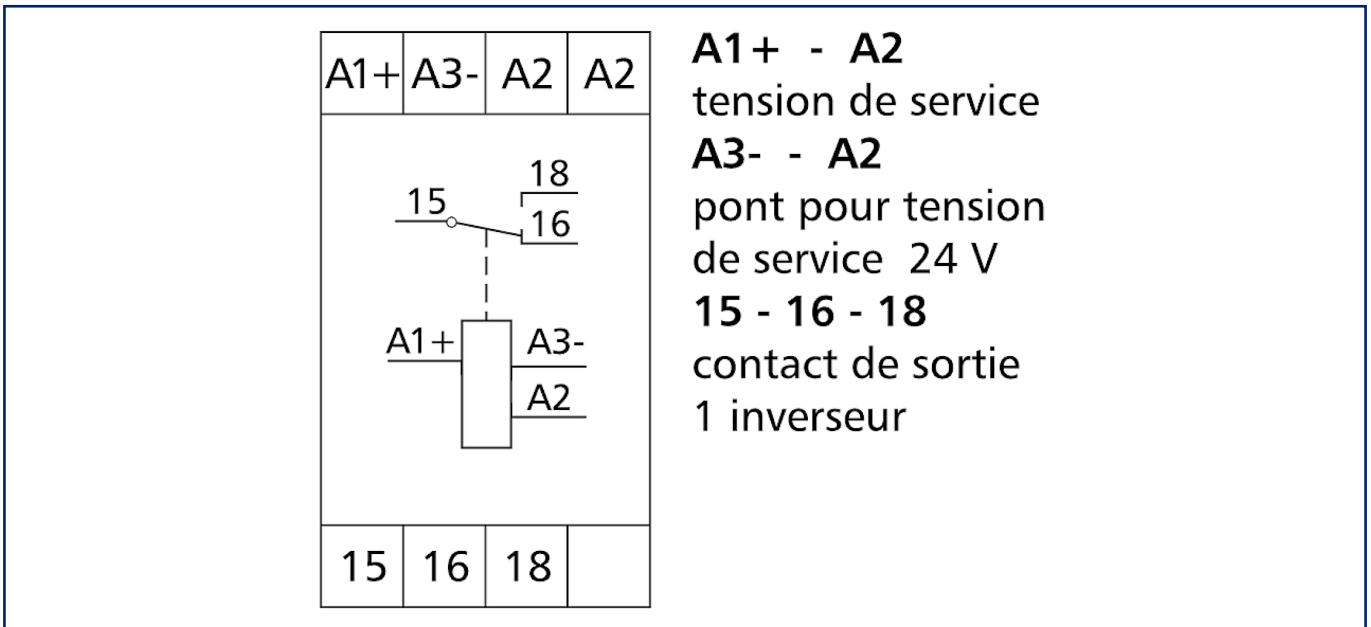 A1+ A3- A2 A2
A1+ - A2
tension de service
A3- - A2
pont pour tension
de service 24 V
15 - 16 - 18
contact de sortie
1 inverseur
18
15
16
A1+
A3-
A2
15 16 18